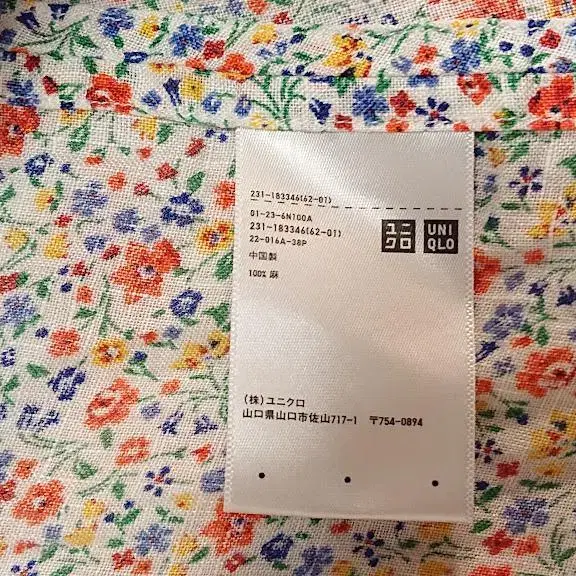 231-183346(62-01)
01-23-6N100A
231-183346(62-01)
22-016A-38P
中国製
100% 麻
ユニ
クロ
UNI
QLO
(株)ユニクロ
山口県山口市佐山717-1 〒754-0894